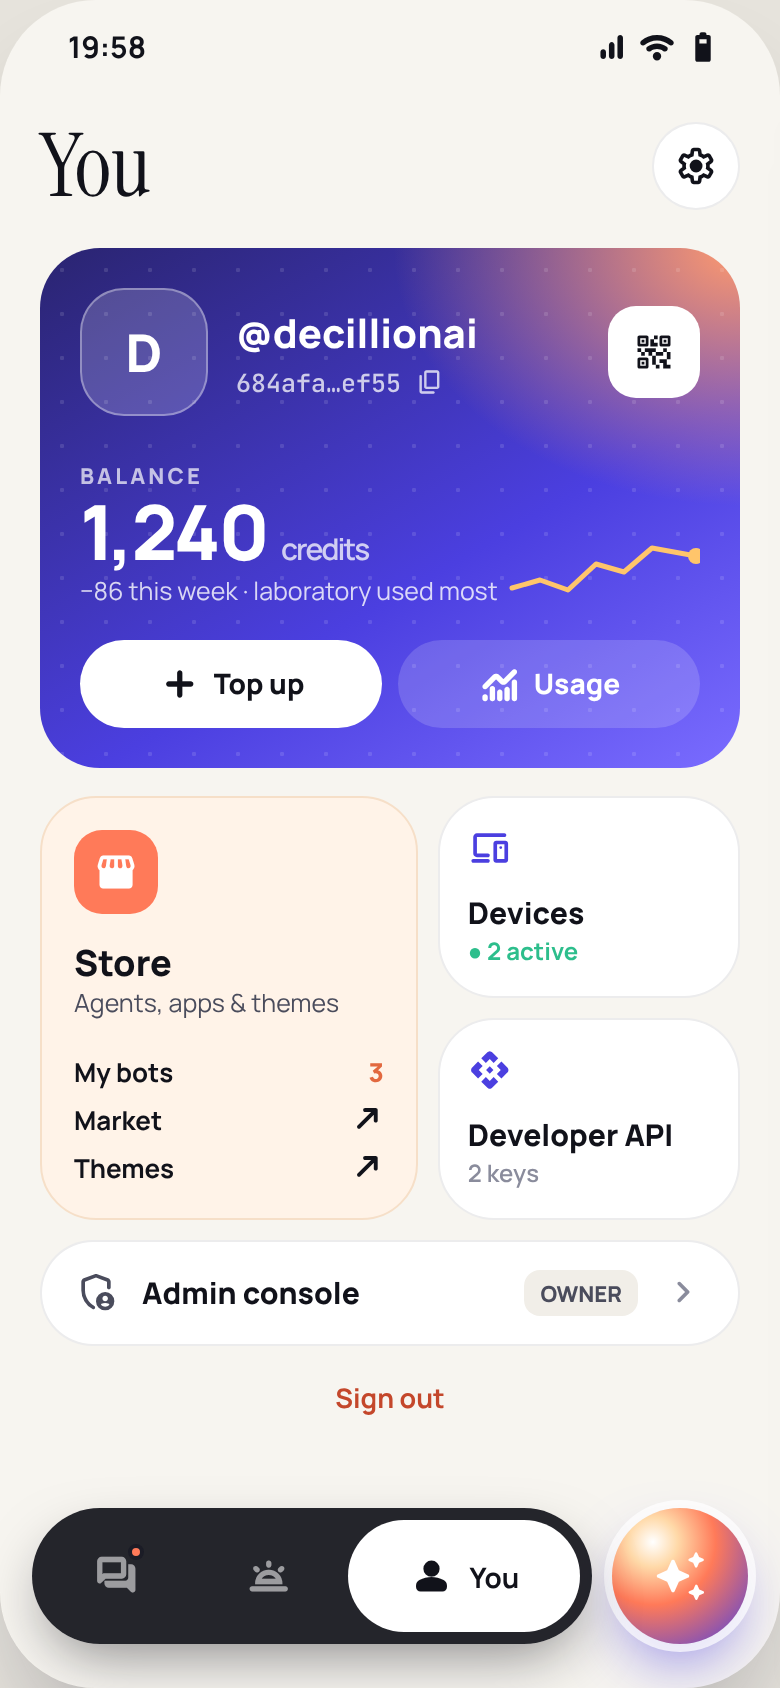 19:58
You
D
@decillionai
684afa…ef55
BALANCE
1,240 credits
−86 this week · laboratory used most
Top up
Usage
Store
Agents, apps & themes
My bots 3
Market
Themes
Devices
● 2 active
Developer API
2 keys
Admin console OWNER
Sign out
You